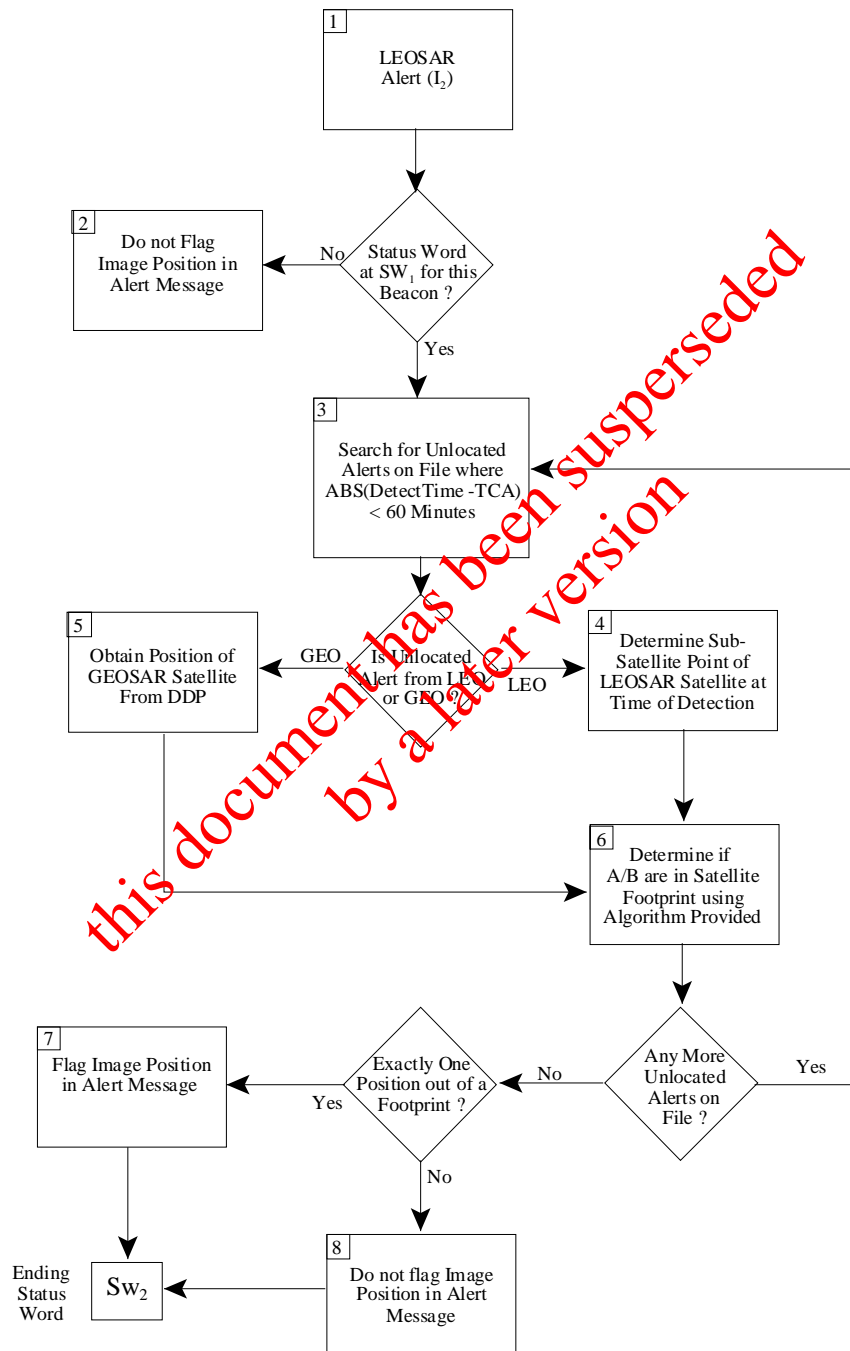 1
LEOSAR
Alert (I2)
2
Do not Flag
Image Position in
Alert Message
No
Status Word
at SW1 for this
Beacon ?
Yes
3
Search for Unlocated
Alerts on File where
ABS(DetectTime -TCA)
< 60 Minutes
5
Obtain Position of
GEOSAR Satellite
From DDP
GEO
Is Unlocated
Alert from LEO
or GEO ?
LEO
4
Determine Sub-
Satellite Point of
LEOSAR Satellite at
Time of Detection
6
Determine if
A/B are in Satellite
Footprint using
Algorithm Provided
7
Flag Image Position
in Alert Message
Yes
Exactly One
Position out of a
Footprint ?
No
Any More
Unlocated
Alerts on
File ?
Yes
No
8
Do not flag Image
Position in Alert
Message
Ending
Status
Word
Sw2
this document has been susperseded
by a later version